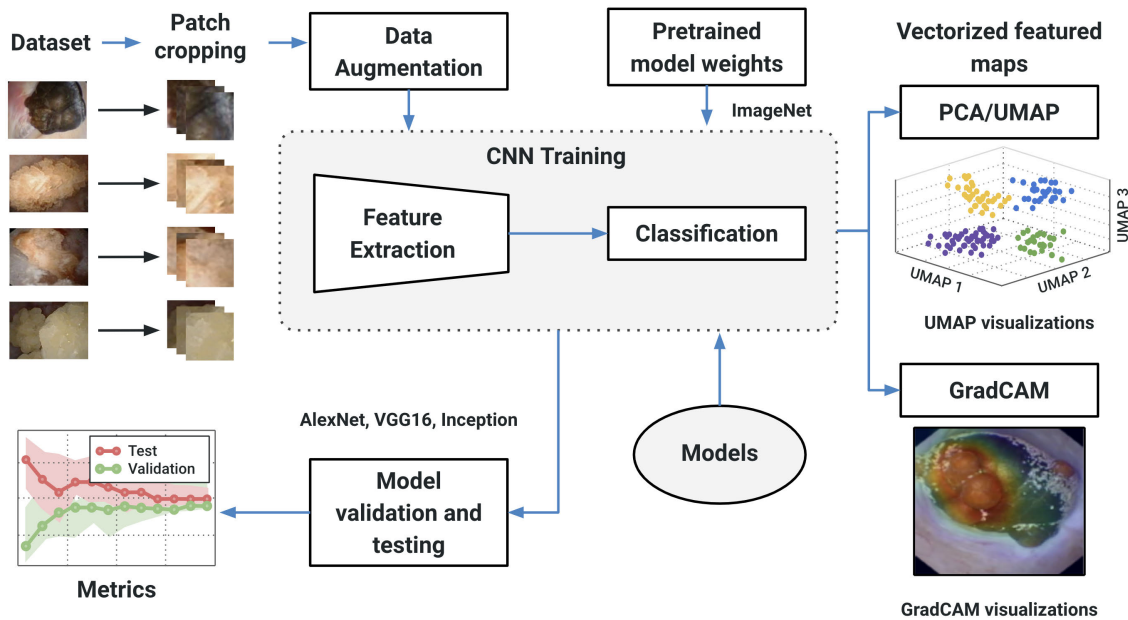 Dataset
Patch
cropping
Data
Augmentation
Pretrained
model weights
ImageNet
Vectorized featured
maps
PCA/UMAP
CNN Training
Feature
Extraction
Classification
UMAP 1
UMAP 2
UMAP 3
UMAP visualizations
GradCAM
GradCAM visualizations
AlexNet, VGG16, Inception
Models
Model
validation and
testing
Test
Validation
Metrics